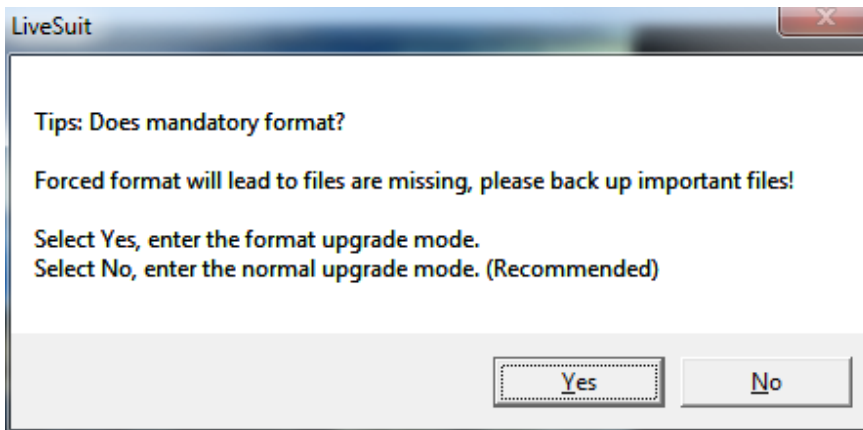 LiveSuit
Tips: Does mandatory format?
Forced format will lead to files are missing, please back up important files!
Select Yes, enter the format upgrade mode.
Select No, enter the normal upgrade mode. (Recommended)
Yes
No